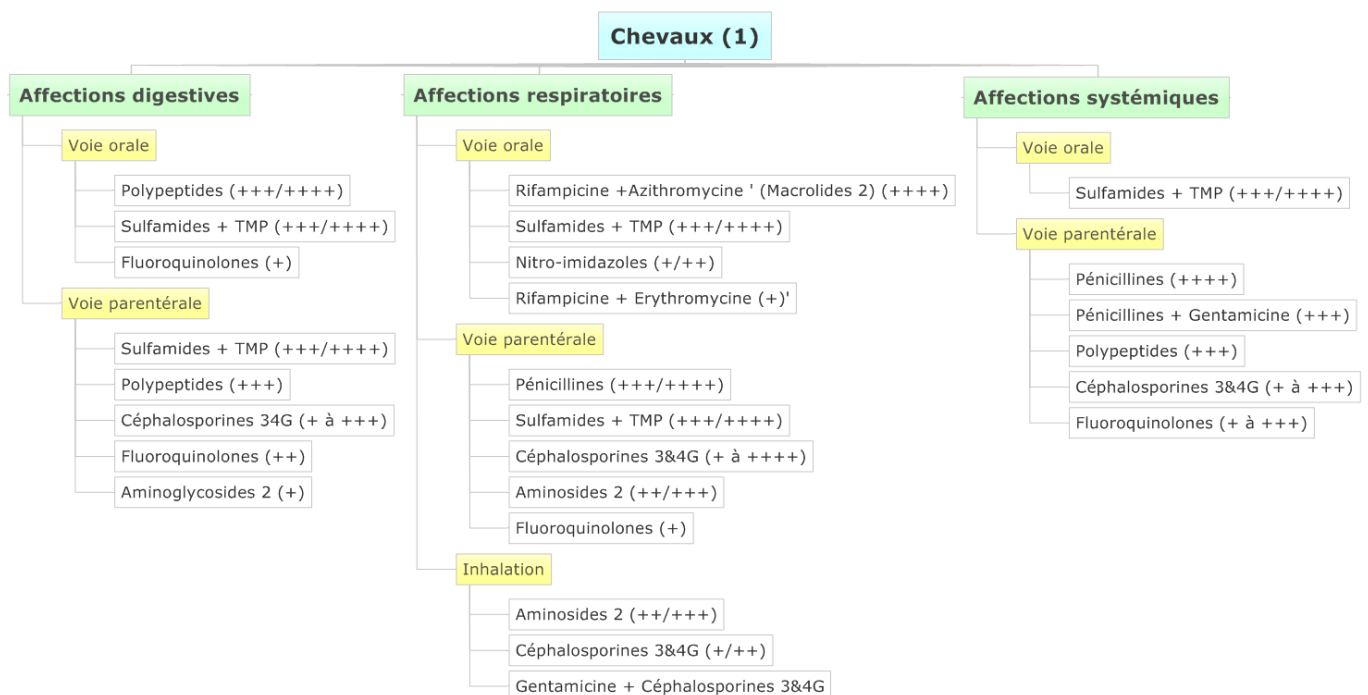 Chevaux (1)
Affections digestives
Voie orale
Polypeptides (+++/++++)
Sulfamides + TMP (+++/++++)
Fluoroquinolones (+)
Voie parentérale
Sulfamides + TMP (+++/++++)
Polypeptides (+++)
Céphalosporines 34G (+ à +++)
Fluoroquinolones (++)
Aminoglycosides 2 (+)
Affections respiratoires
Voie orale
Rifampicine +Azithromycine ' (Macrolides 2) (++++)
Sulfamides + TMP (+++/++++)
Nitro-imidazoles (+/++)
Rifampicine + Erythromycine (+)'
Voie parentérale
Pénicillines (+++/++++)
Sulfamides + TMP (+++/++++)
Céphalosporines 3&4G (+ à ++++)
Aminosides 2 (++/+++)
Fluoroquinolones (+)
Inhalation
Aminosides 2 (++/+++)
Céphalosporines 3&4G (+/++)
Gentamicine + Céphalosporines 3&4G
Affections systémiques
Voie orale
Sulfamides + TMP (+++/++++)
Voie parentérale
Pénicillines (++++)
Pénicillines + Gentamicine (+++)
Polypeptides (+++)
Céphalosporines 3&4G (+ à +++)
Fluoroquinolones (+ à +++)